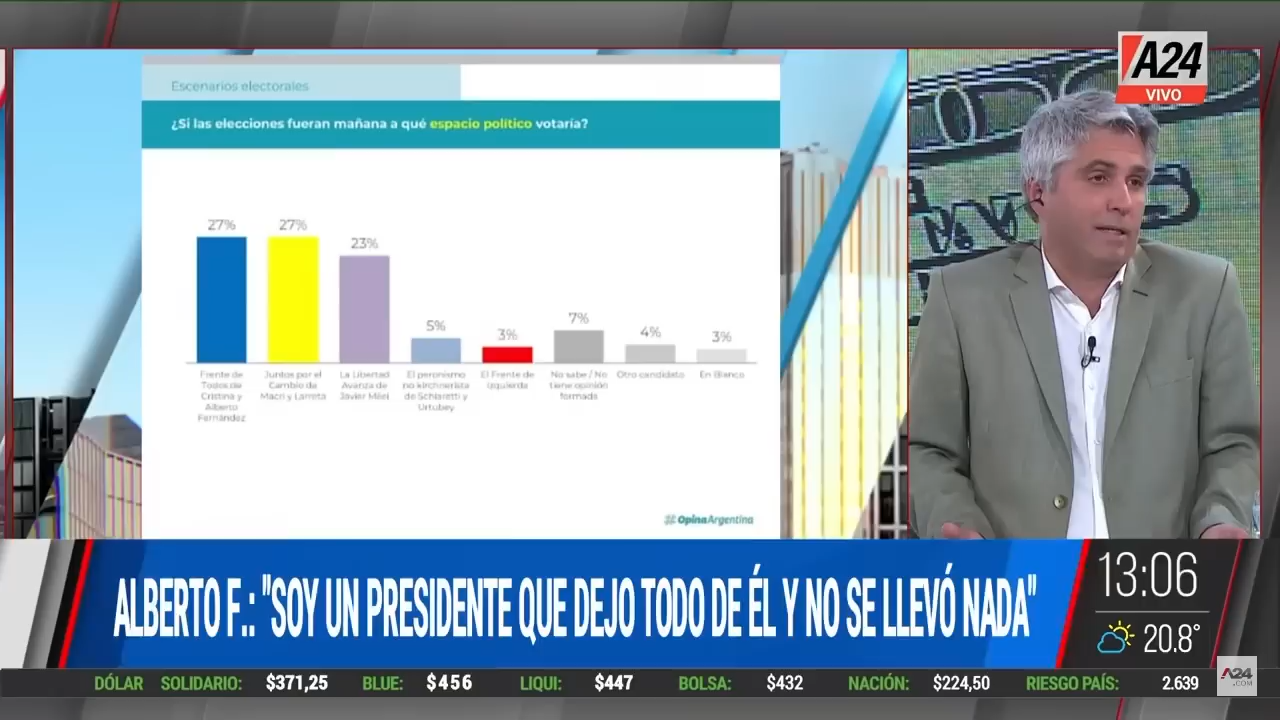 A24
VIVO
Escenarios electorales
¿Si las elecciones fueran mañana a qué espacio político votaría?
27%
27%
23%
5%
3%
7%
4%
3%
Frente de
Todos de
Cristina y
Alberto
Fernández
Juntos por el
Cambio de
Macri y Larreta
La Libertad
Avanza de
Javier Milei
El peronismo
no kirchnerista
de Schiaretti y
Urtubey
El Frente de
Izquierda
No sabe / No
tiene opinión
formada
Otro candidato
En Blanco
OpinaArgentina
ALBERTO F.: "SOY UN PRESIDENTE QUE DEJO TODO DE ÉL Y NO SE LLEVÓ NADA"
13:06
20.8°
DÓLAR SOLIDARIO: $371,25 BLUE: $456 LIQUI: $447 BOLSA: $432 NACIÓN: $224,50 RIESGO PAÍS: 2.639
A24
.COM